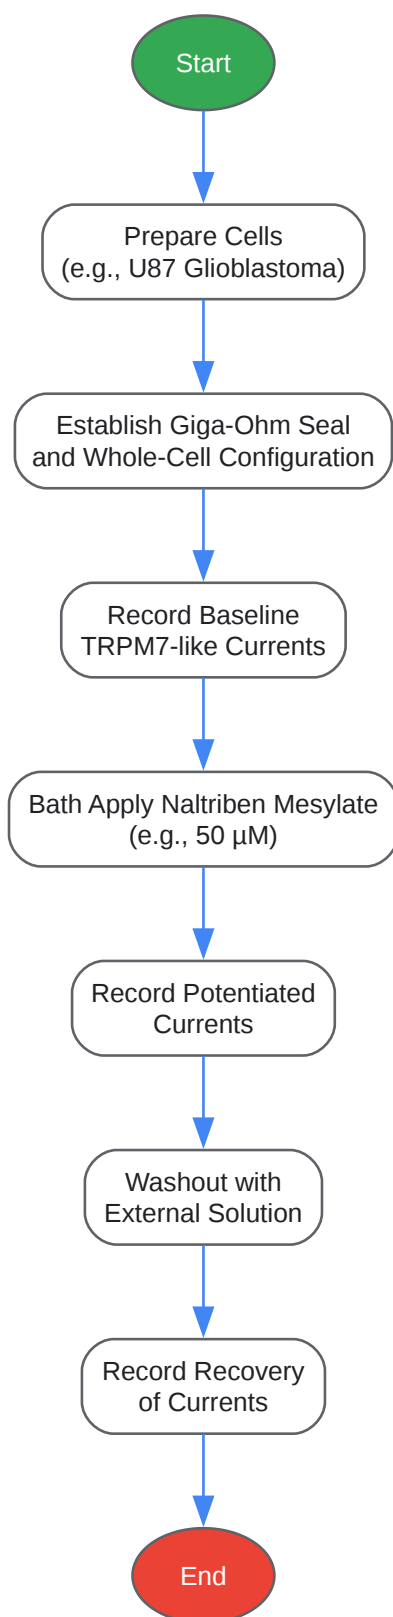 Start
Prepare Cells
(e.g., U87 Glioblastoma)
Establish Giga-Ohm Seal
and Whole-Cell Configuration
Record Baseline
TRPM7-like Currents
Bath Apply Naltriben Mesylate
(e.g., 50 µM)
Record Potentiated
Currents
Washout with
External Solution
Record Recovery
of Currents
End